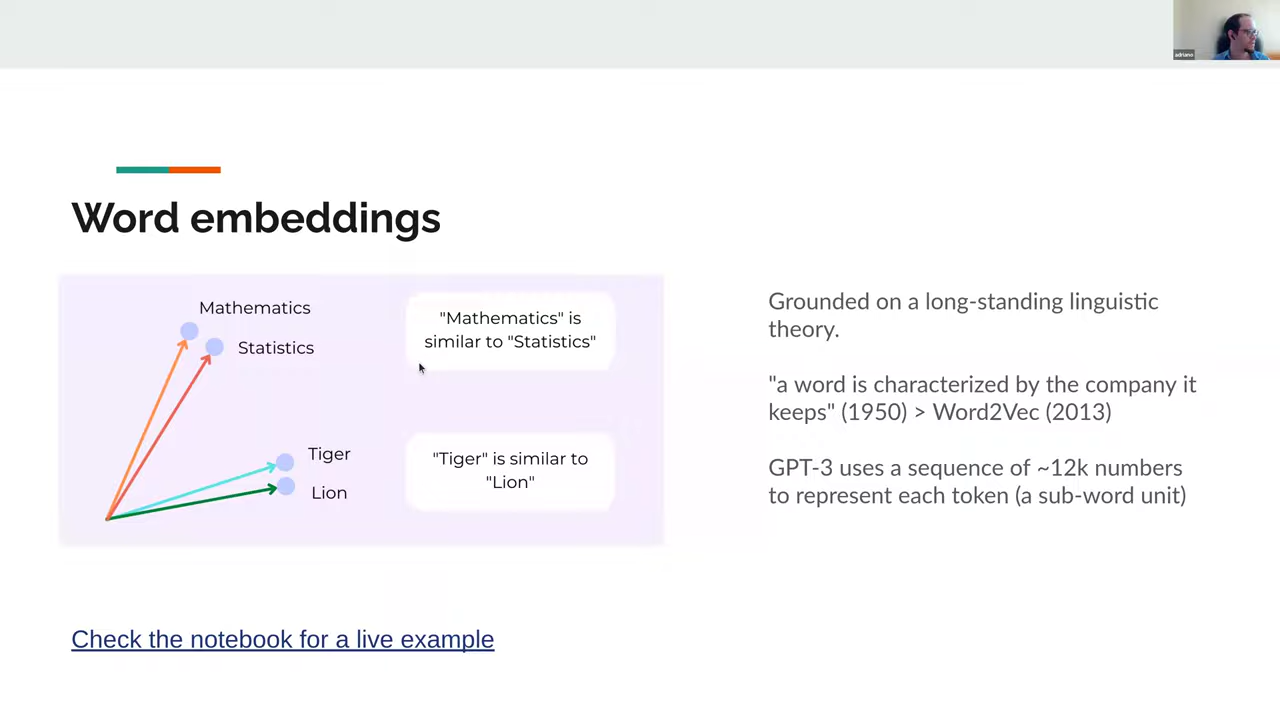 adriano
Word embeddings
Mathematics
Statistics
Tiger
Lion
"Mathematics" is
similar to "Statistics"
"Tiger" is similar to
"Lion"
Grounded on a long-standing linguistic
theory.
"a word is characterized by the company it
keeps" (1950) > Word2Vec (2013)
GPT-3 uses a sequence of ~12k numbers
to represent each token (a sub-word unit)
Check the notebook for a live example